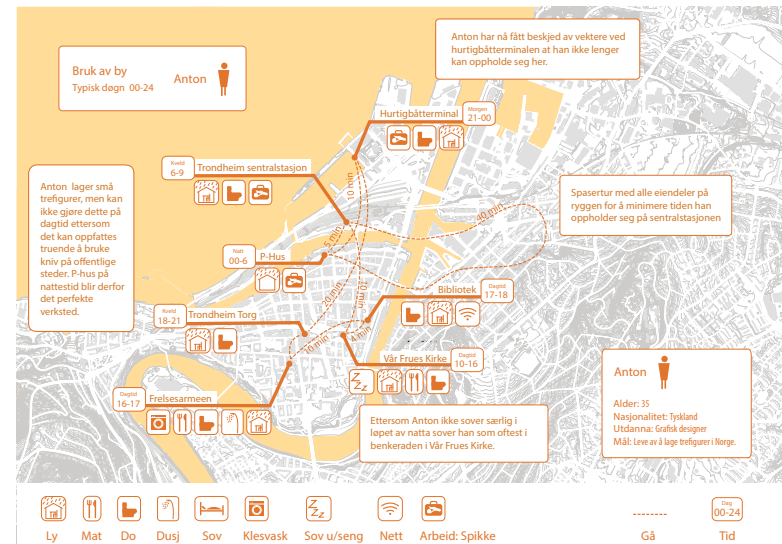 Bruk av by
Typisk døgn 00-24
Anton
Anton har nå fått beskjed av vektere ved
hurtigbåtterminalen at han ikke lenger
kan oppholde seg her.
Hurtigbåtterminal
Morgen
21-00
Kveld
6-9
Trondheim sentralstasjon
Anton lager små
trefigurer, men kan
ikke gjøre dette på
dagtid ettersom
det kan oppfattes
truende å bruke
kniv på offentlige
steder. P-hus på
nattestid blir derfor
det perfekte
verksted.
10 min
40 min
Spasertur med alle eiendeler på
ryggen for å minimere tiden han
oppholder seg på sentralstasjonen
5 min
Natt
00-6
P-Hus
20 min
10 min
Bibliotek
Dagtid
17-18
Kveld
18-21
Trondheim Torg
10 min
4 min
Vår Frues Kirke
Dagtid
10-16
Dagtid
16-17
Frelsesarmeen
Anton
Alder: 35
Nasjonalitet: Tyskland
Utdanna: Grafisk designer
Mål: Leve av å lage trefigurer i Norge.
Ettersom Anton ikke sover særlig i
løpet av natta sover han som oftest i
benkeraden i Vår Frues Kirke.
Ly
Mat
Do
Dusj
Sov
Klesvask
Sov u/seng
Nett
Arbeid: Spikke
Gå
Dag
00-24
Tid